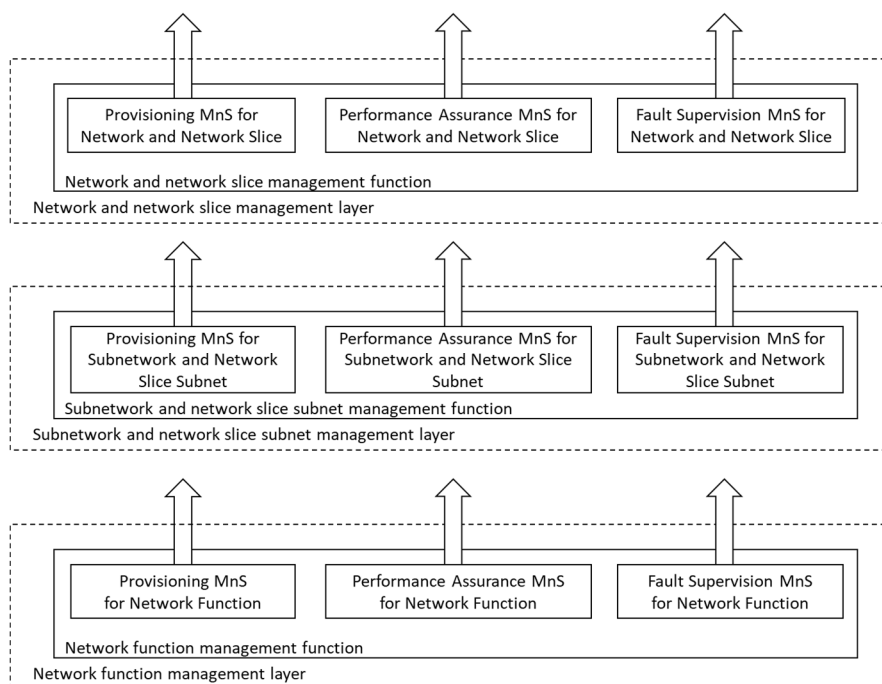 Provisioning MnS for
Network and Network Slice
Performance Assurance MnS for
Network and Network Slice
Fault Supervision MnS for
Network and Network Slice
Network and network slice management function
Network and network slice management layer
Provisioning MnS for
Subnetwork and Network
Slice Subnet
Performance Assurance MnS for
Subnetwork and Network Slice
Subnet
Fault Supervision MnS for
Subnetwork and Network
Slice Subnet
Subnetwork and network slice subnet management function
Subnetwork and network slice subnet management layer
Provisioning MnS
for Network Function
Performance Assurance MnS
for Network Function
Fault Supervision MnS
for Network Function
Network function management function
Network function management layer